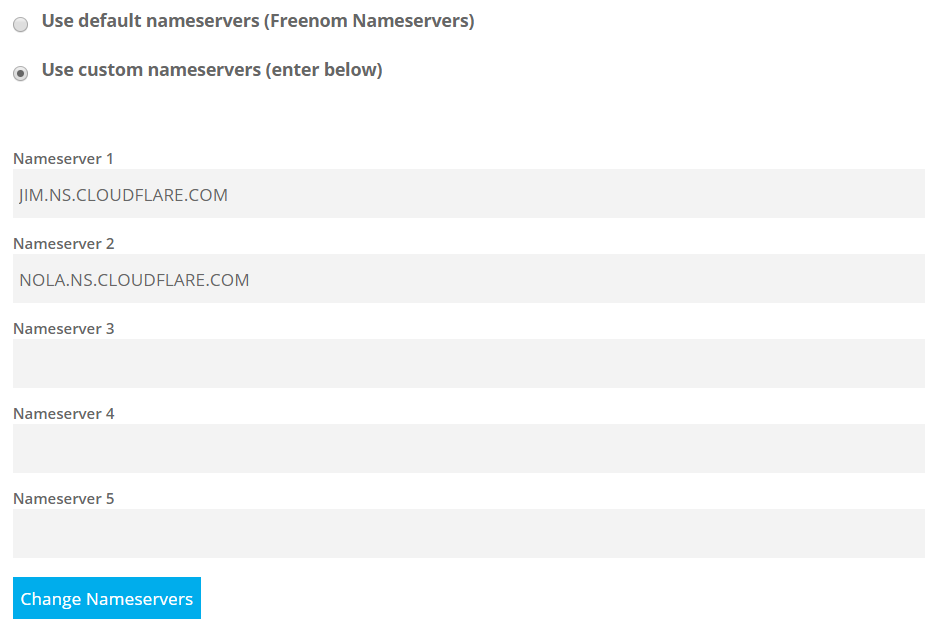 Use default nameservers (Freenom Nameservers)
Use custom nameservers (enter below)
Nameserver 1
JIM.NS.CLOUDFLARE.COM
Nameserver 2
NOLA.NS.CLOUDFLARE.COM
Nameserver 3
Nameserver 4
Nameserver 5
Change Nameservers